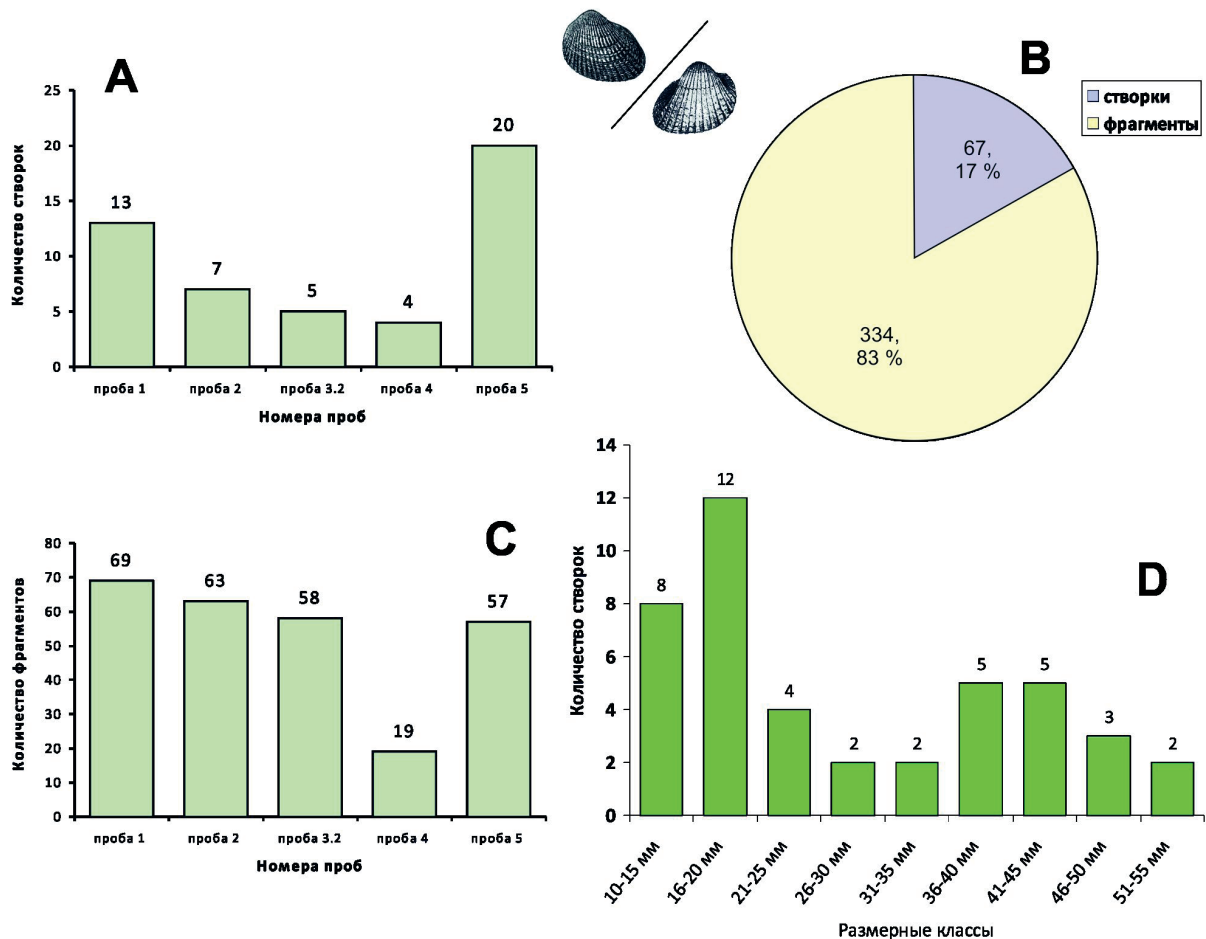 A
25
20
15
10
5
0
Количество створок
13
7
5
4
20
проба 1
проба 2
проба 3.2
проба 4
проба 5
Номера проб
B
створки
фрагменты
67,
17 %
334,
83 %
C
80
70
60
50
40
30
20
10
0
Количество фрагментов
69
63
58
19
57
проба 1
проба 2
проба 3.2
проба 4
проба 5
Номера проб
D
14
12
10
8
6
4
2
0
Количество створок
8
12
4
2
2
5
5
3
2
10-15 мм
16-20 мм
21-25 мм
26-30 мм
31-35 мм
36-40 мм
41-45 мм
46-50 мм
51-55 мм
Размерные классы